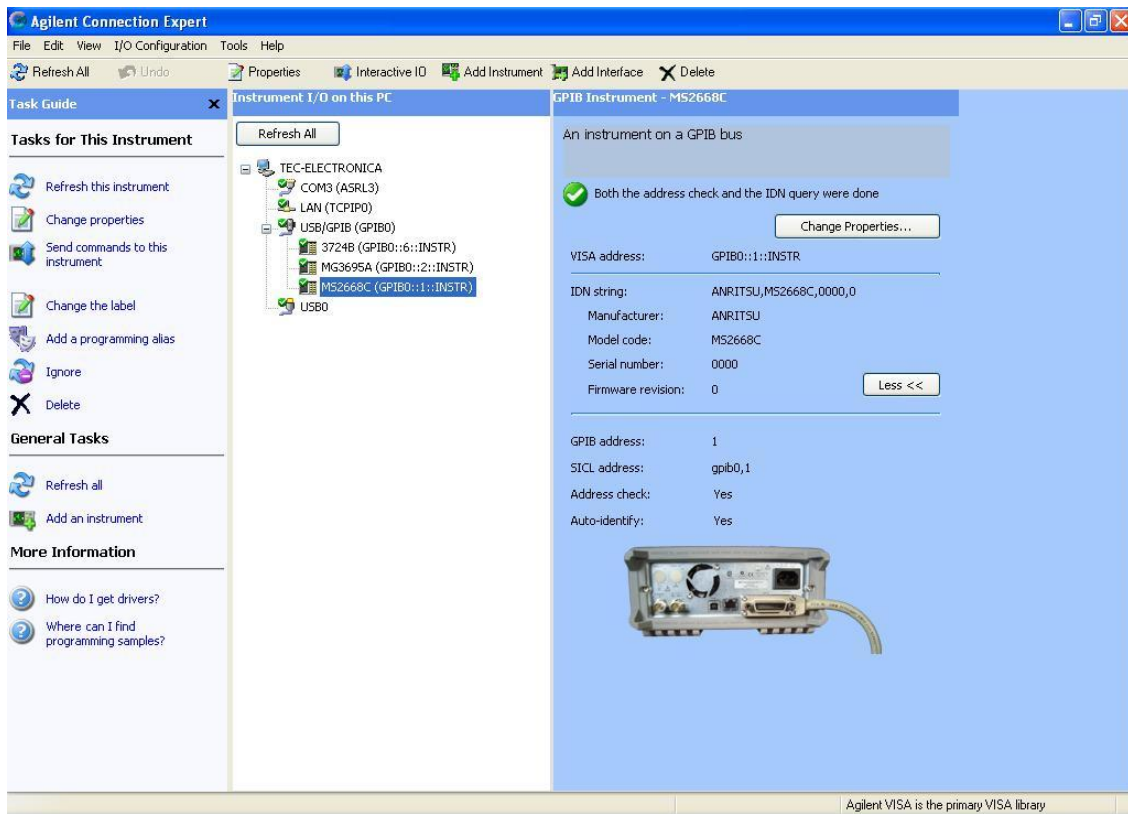 Agilent Connection Expert
File Edit View I/O Configuration Tools Help
Refresh All Undo Properties Interactive IO Add Instrument Add Interface Delete
Task Guide
Tasks for This Instrument
Refresh this instrument
Change properties
Send commands to this
instrument
Change the label
Add a programming alias
Ignore
Delete
General Tasks
Refresh all
Add an instrument
More Information
How do I get drivers?
Where can I find
programming samples?
Instrument I/O on this PC
Refresh All
TEC-ELECTRONICA
COM3 (ASRL3)
LAN (TCPIP0)
USB/GPIB (GPIB0)
3724B (GPIB0::6::INSTR)
MG3695A (GPIB0::2::INSTR)
MS2668C (GPIB0::1::INSTR)
USB0
GPIB Instrument - MS2668C
An instrument on a GPIB bus
Both the address check and the IDN query were done
Change Properties...
VISA address: GPIB0::1::INSTR
IDN string: ANRITSU,MS2668C,0000,0
Manufacturer: ANRITSU
Model code: MS2668C
Serial number: 0000
Firmware revision: 0
Less <<
GPIB address: 1
SICL address: gpib0,1
Address check: Yes
Auto-identify: Yes
Agilent VISA is the primary VISA library